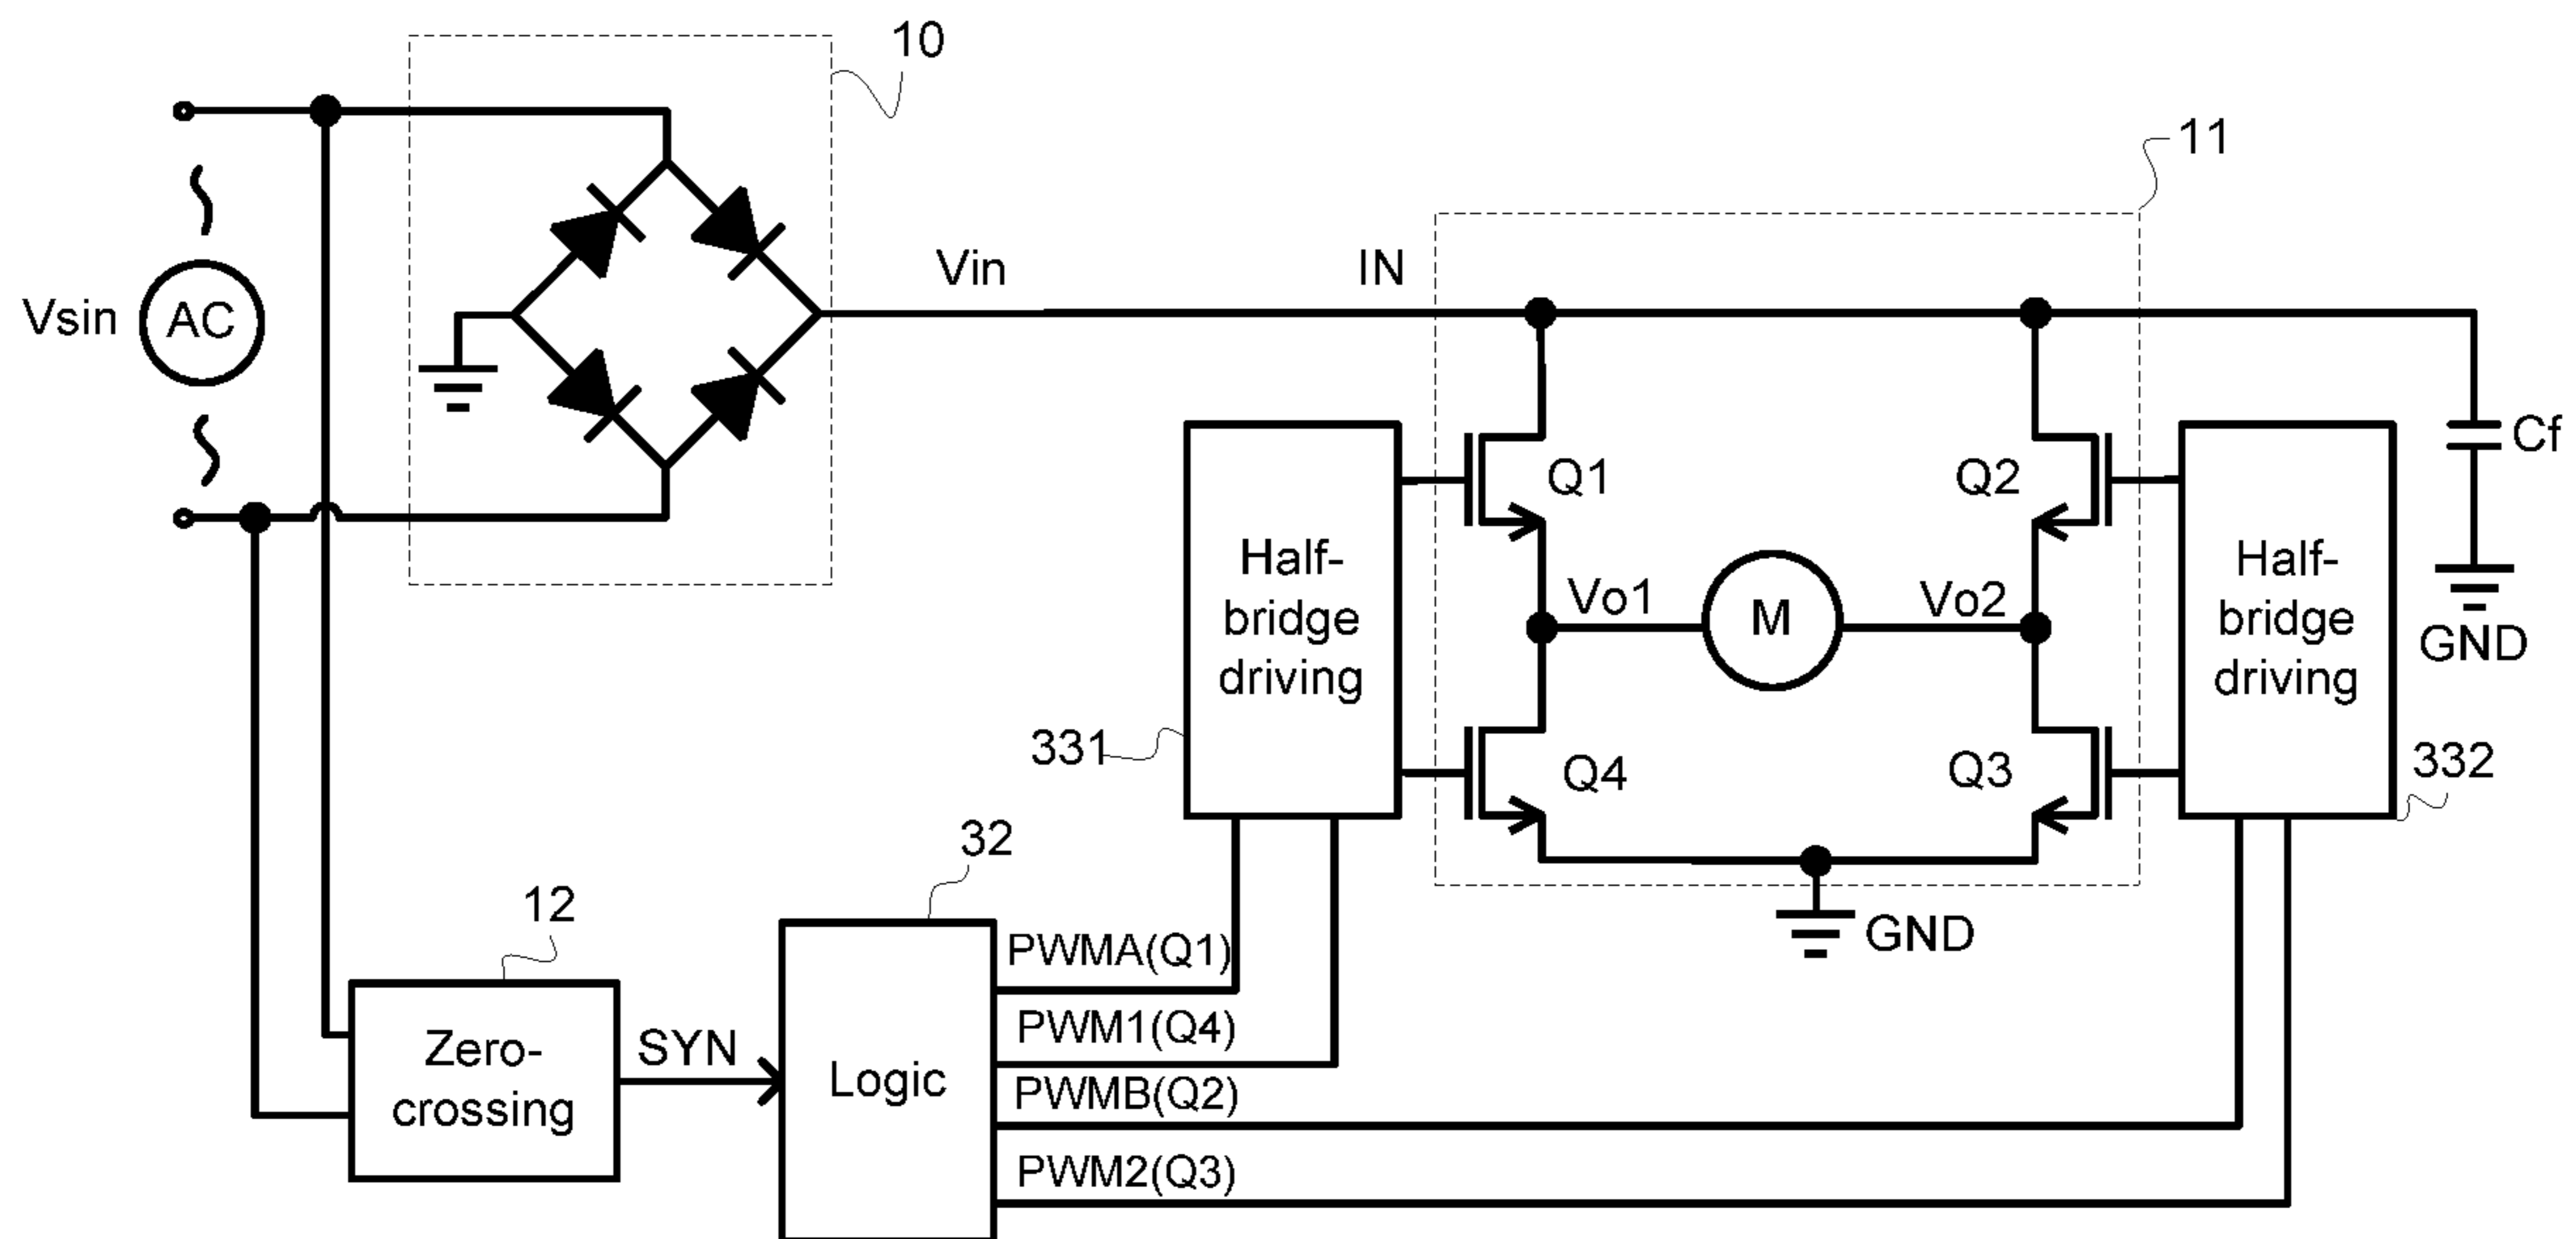 10
11
Vsin
AC
Vin
IN
Q1
Q2
Cf
Half-
bridge
driving
Half-
bridge
driving
Vo1
M
Vo2
GND
331
Q4
Q3
332
32
12
GND
PWMA(Q1)
PWM1(Q4)
PWMB(Q2)
PWM2(Q3)
Zero-
crossing
SYN
Logic